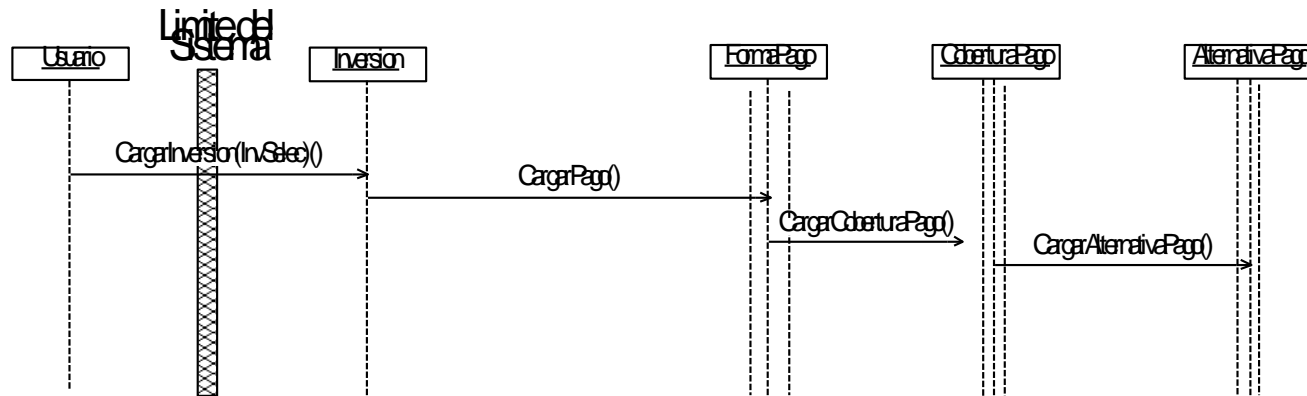 Limite del
Sistema
Usuario
Inversion
FormaPago
CoberturaPago
AlternativaPago
CargarInversion(InvSelec)()
CargarPago()
CargarCoberturaPago()
CargarAlternativaPago()